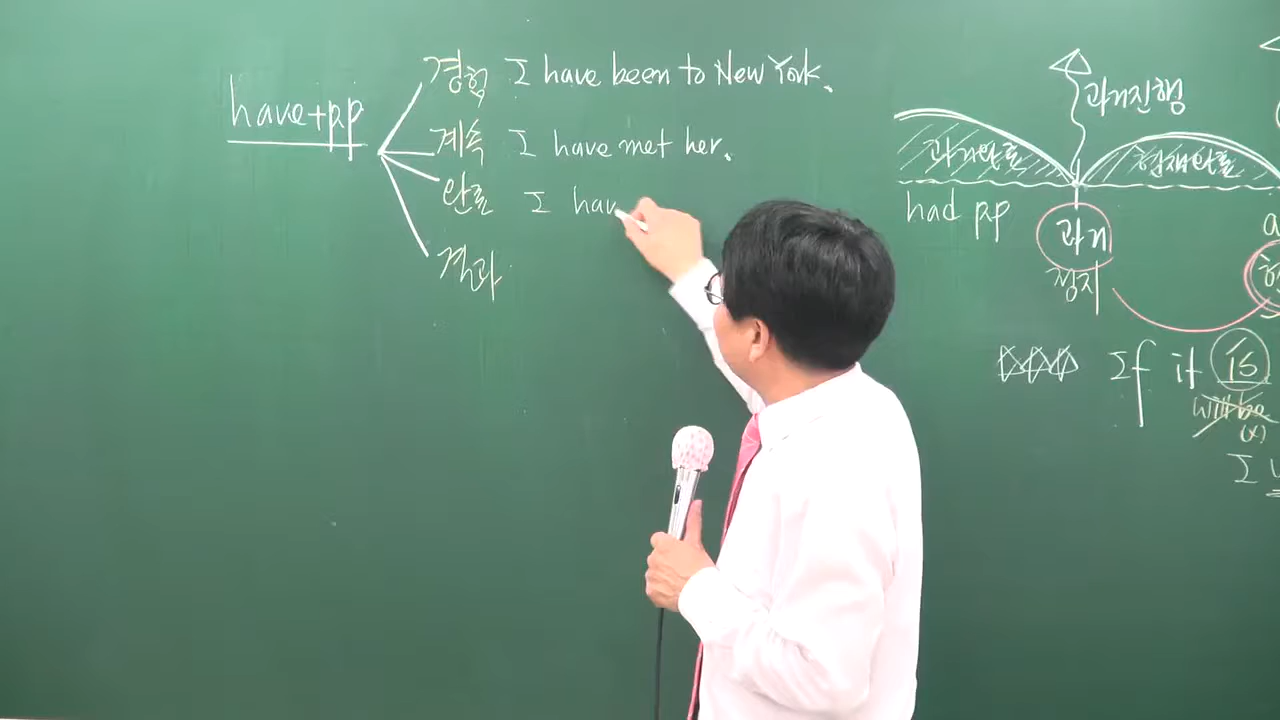 have+pp
경험 I have been to New York.
계속 I have met her.
완료 I hav
결과
과거진행
과거완료
현재완료
had pp
과거
정지
If it is
will be
(x)
I